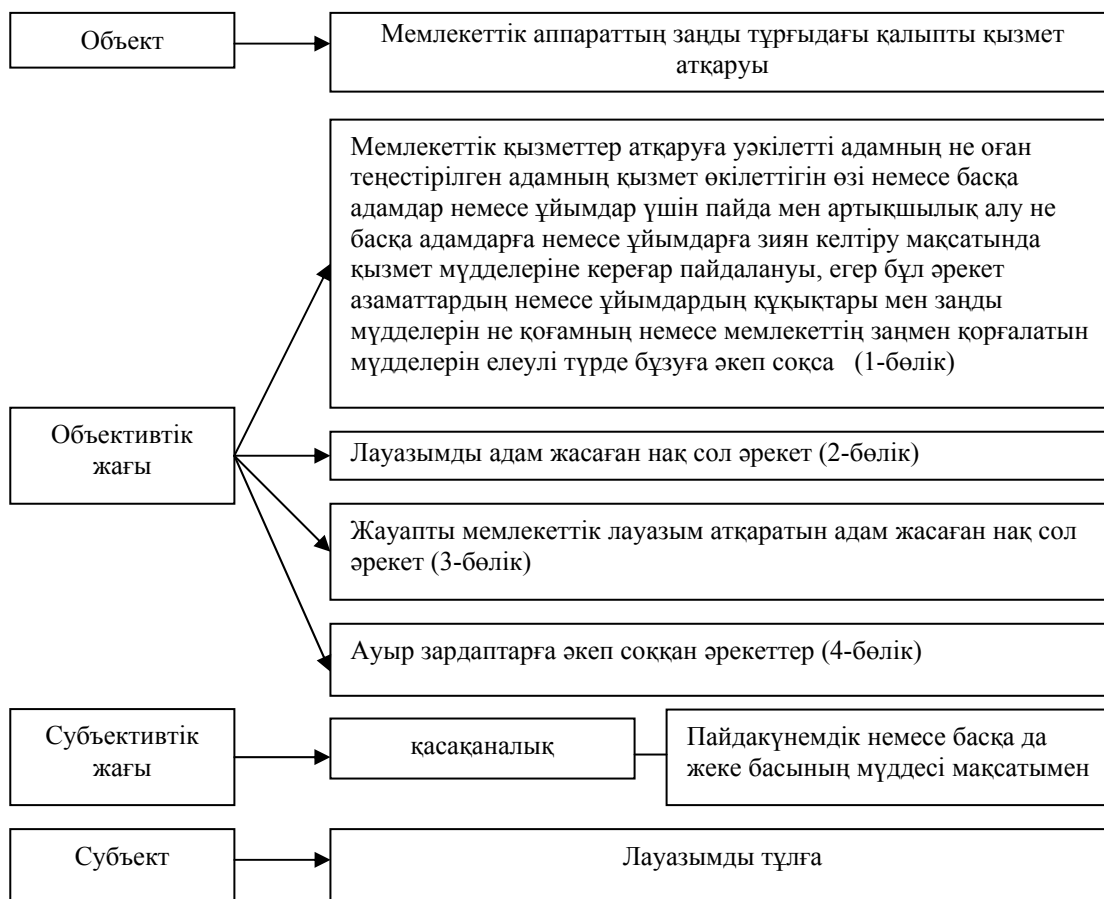 Объект
Мемлекеттік аппараттың заңды тұрғыдағы қалыпты қызмет
атқаруы
Мемлекеттік қызметтер атқаруға уәкілетті адамның не оған
теңестірілген адамның қызмет өкілеттігін өзі немесе басқа
адамдар немесе ұйымдар үшін пайда мен артықшылық алу не
басқа адамдарға немесе ұйымдарға зиян келтіру мақсатында
қызмет мүдделеріне кереғар пайдалануы, егер бұл әрекет
азаматтардың немесе ұйымдардың құқықтары мен заңды
мүдделерін не қоғамның немесе мемлекеттің заңмен қорғалатын
мүдделерін елеулі түрде бұзуға әкеп соқса (1-бөлік)
Объективтік
жағы
Лауазымды адам жасаған нақ сол әрекет (2-бөлік)
Жауапты мемлекеттік лауазым атқаратын адам жасаған нақ сол
әрекет (3-бөлік)
Ауыр зардаптарға әкеп соққан әрекеттер (4-бөлік)
Субъективтік
жағы
қасақаналық
Пайдакүнемдік немесе басқа да
жеке басының мүддесі мақсатымен
Субъект
Лауазымды тұлға